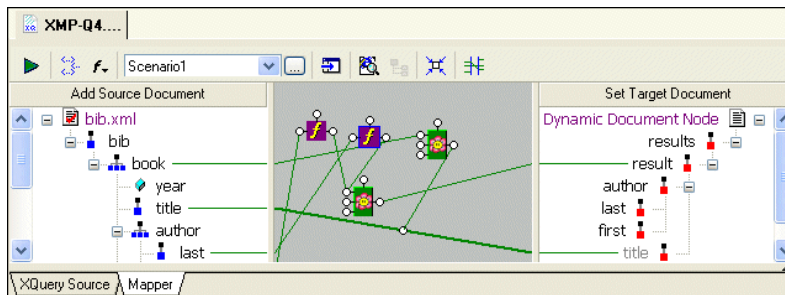 XMP-Q4....
f Scenario1 ...
Add Source Document
Set Target Document
bib.xml
bib
book
year
title
author
last
Dynamic Document Node
results
result
author
last
first
title
XQuery Source
Mapper